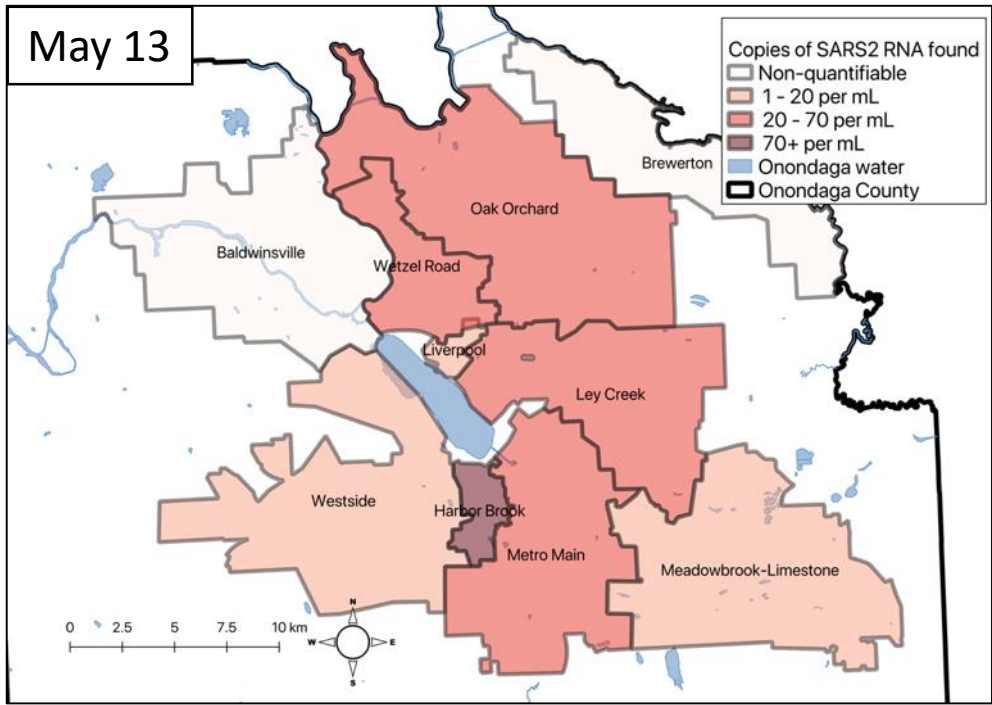 May 13
Copies of SARS2 RNA found
Non-quantifiable
1 - 20 per mL
20 - 70 per mL
70+ per mL
Onondaga water
Onondaga County
Brewerton
Oak Orchard
Baldwinsville
Wetzel Road
Liverpool
Ley Creek
Westside
Harbor Brook
Metro Main
Meadowbrook-Limestone
0 2.5 5 7.5 10 km
N
W E
S